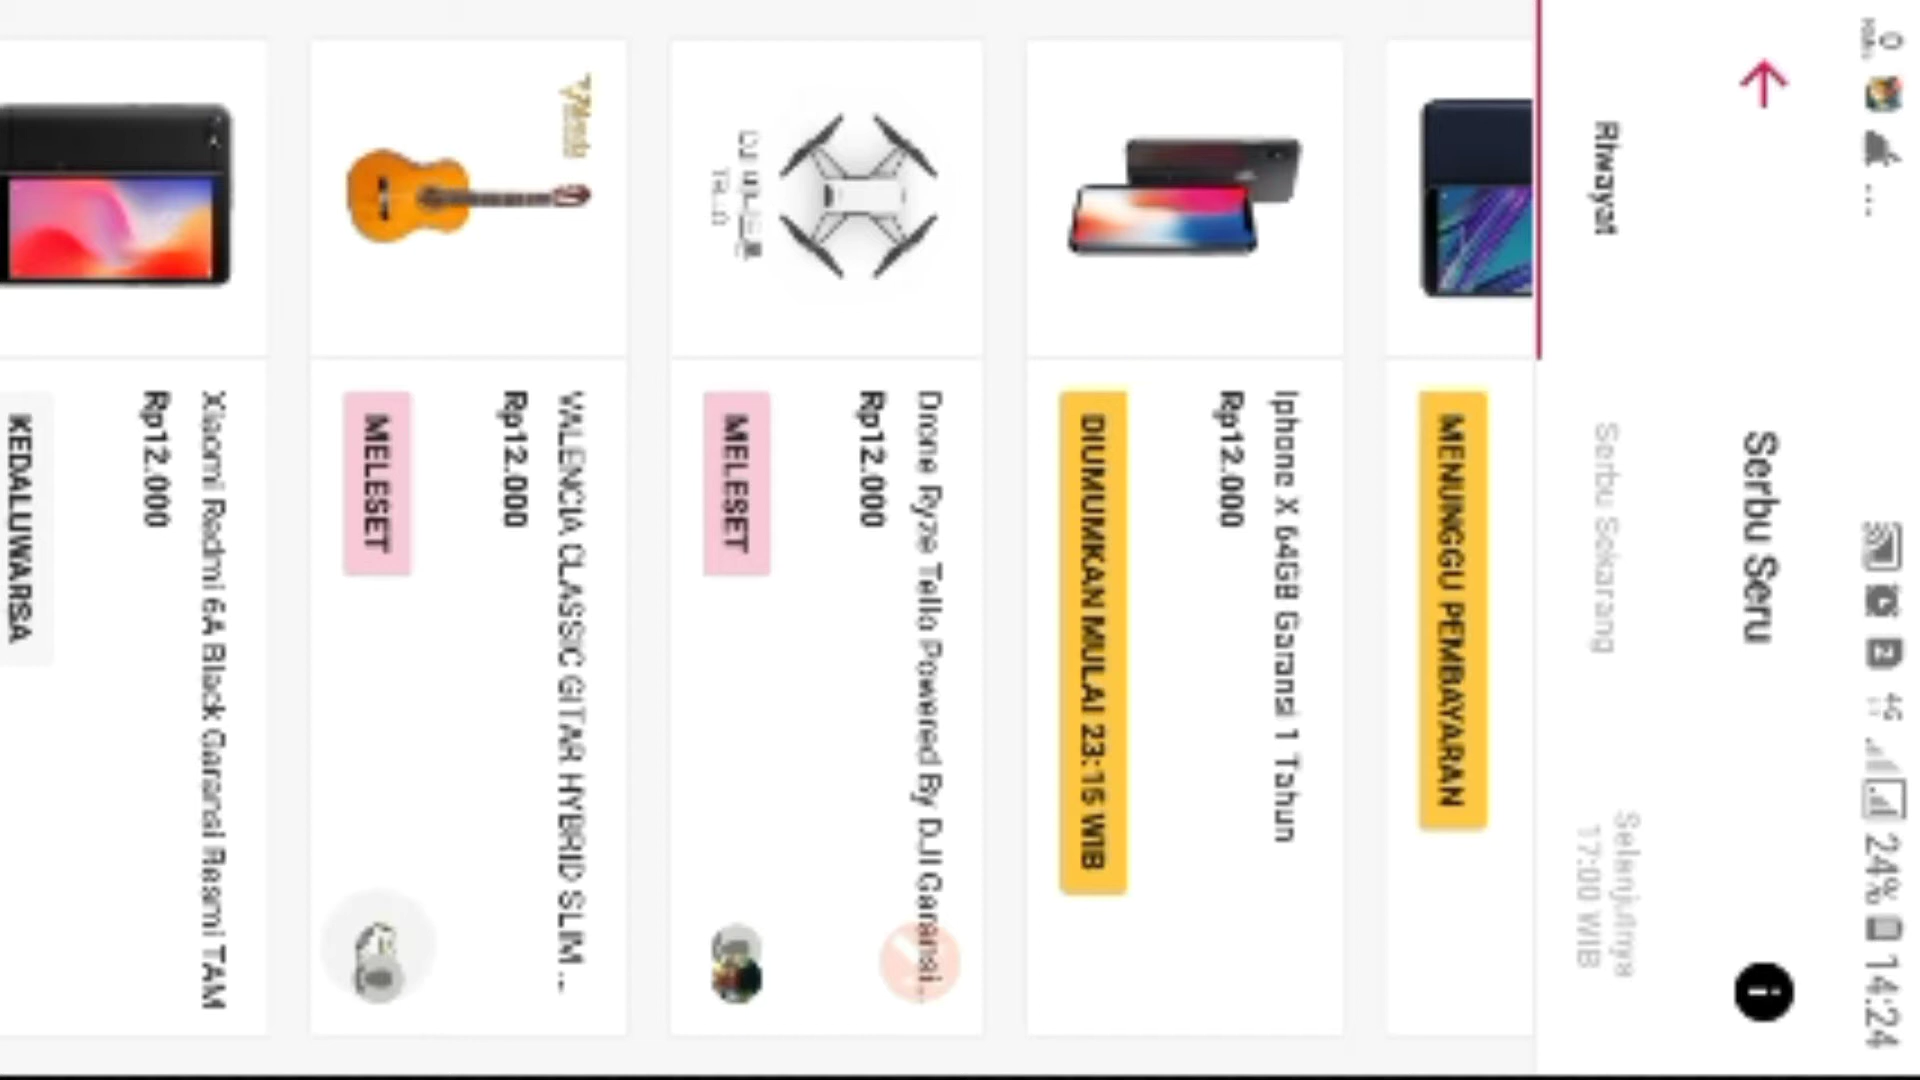 14:24
24%
4G
2
Serbu Seru
Riwayat
Serbu Sekarang
Selanjutnya
17:00 WIB
MENUNGGU PEMBAYARAN
Iphone X 64GB Garansi 1 Tahun
Rp12.000
DIUMUMKAN MULAI 23:15 WIB
Drone Ryze Tello Powered By DJI Garansi...
Rp12.000
MELESET
VALENCIA CLASSIC GITAR HYBRID SLIM ...
Rp12.000
MELESET
Xiaomi Redmi 6A Black Garansi Resmi TAM
Rp12.000
KEDALUWARSA